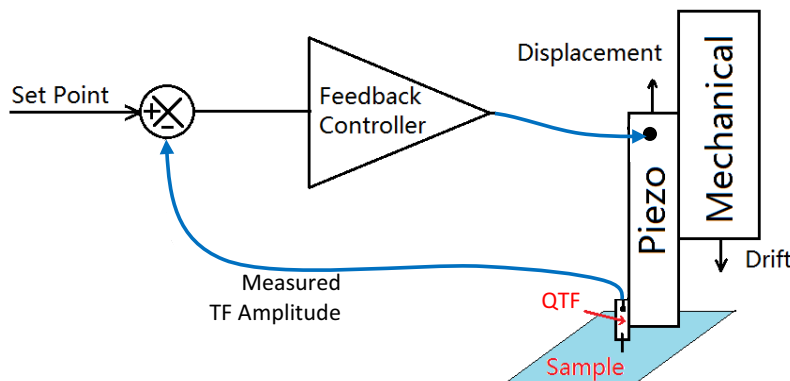 Displacement
Set Point
+
−
Feedback
Controller
Mechanical
Piezo
Drift
Measured
TF Amplitude
QTF
Sample